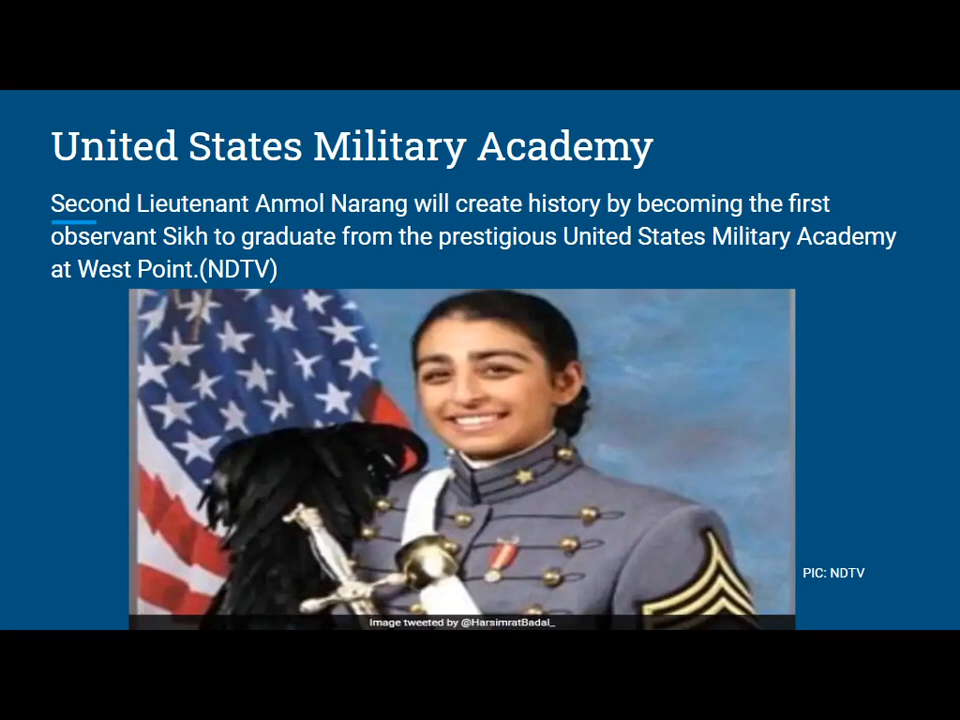 United States Military Academy
Second Lieutenant Anmol Narang will create history by becoming the first
observant Sikh to graduate from the prestigious United States Military Academy
at West Point.(NDTV)
PIC: NDTV
Image tweeted by @HarsimratBadal_